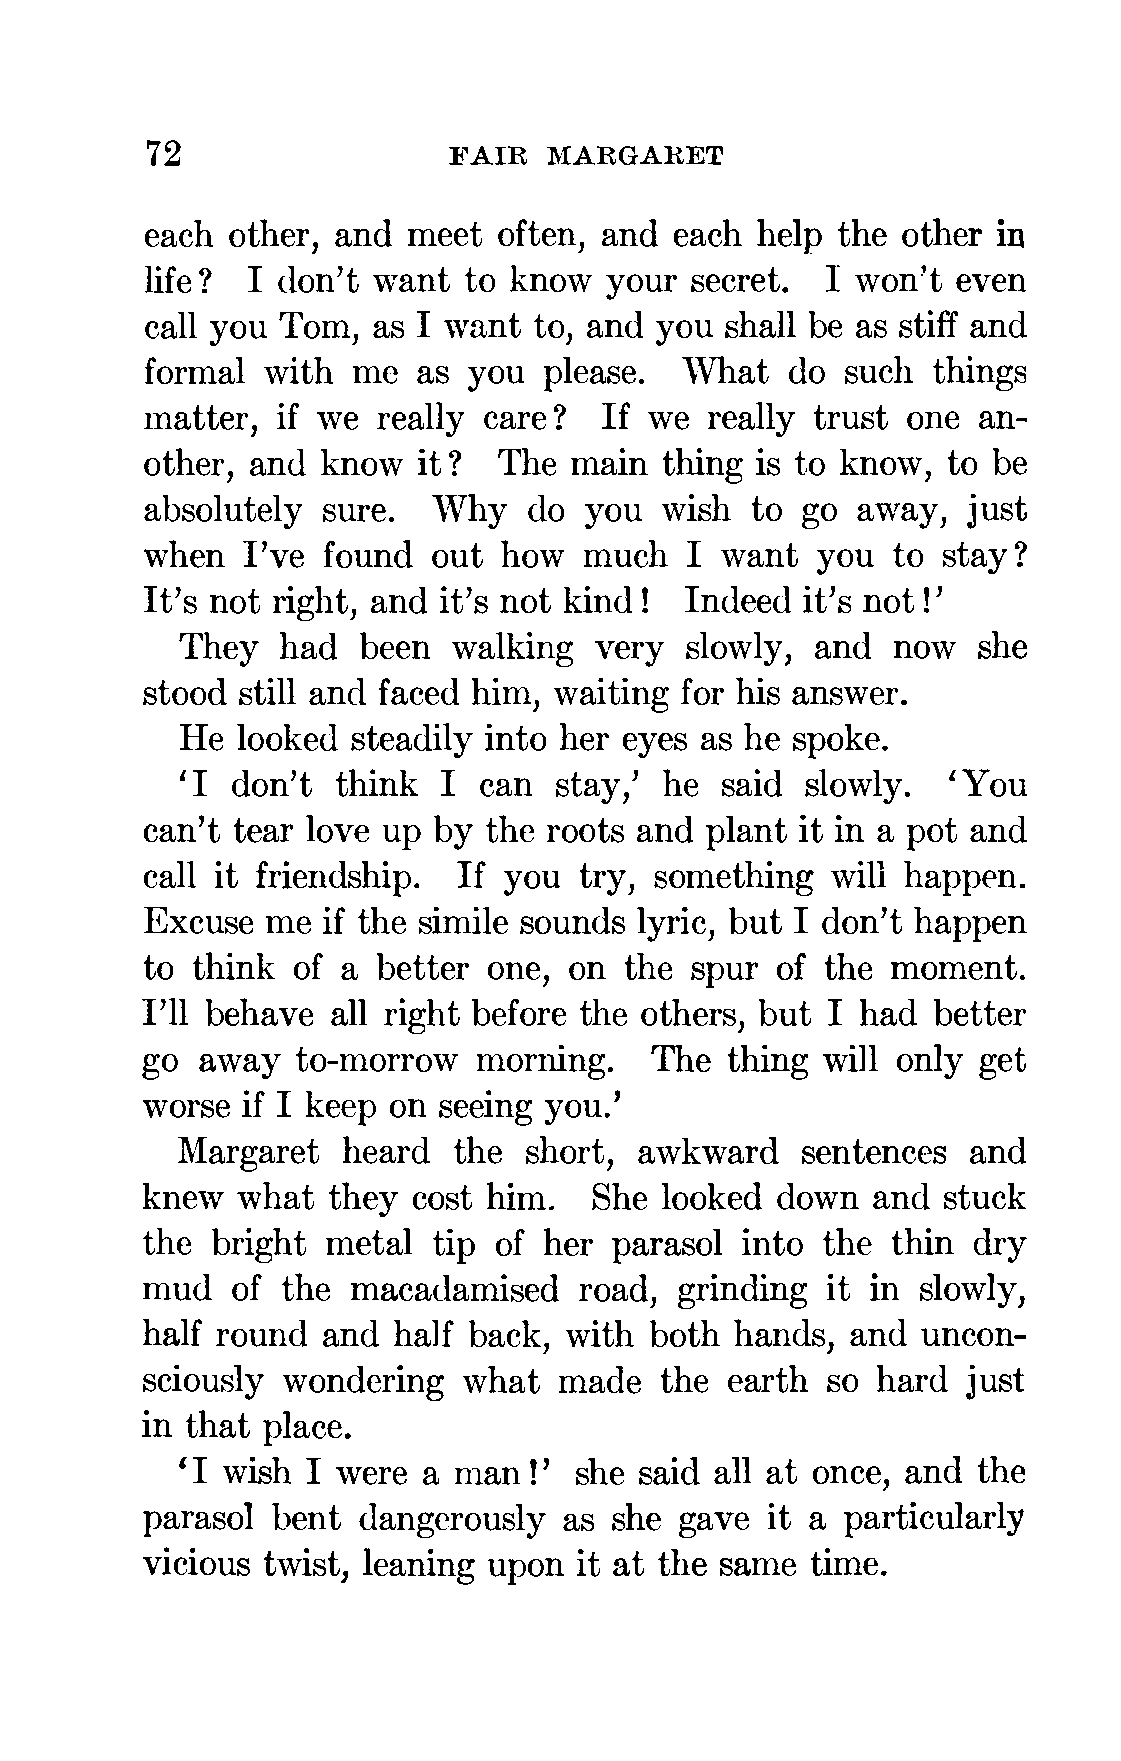 72 FAIR MARGARET
each other, and meet often, and each help the other in
life? I don't want to know your secret. I won't even
call you Tom, as I want to, and you shall be as stiff and
formal with me as you please. What do such things
matter, if we really care? If we really trust one an-
other, and know it? The main thing is to know, to be
absolutely sure. Why do you wish to go away, just
when I've found out how much I want you to stay?
It's not right, and it's not kind! Indeed it's not!'
They had been walking very slowly, and now she
stood still and faced him, waiting for his answer.
He looked steadily into her eyes as he spoke.
'I don't think I can stay,' he said slowly. 'You
can't tear love up by the roots and plant it in a pot and
call it friendship. If you try, something will happen.
Excuse me if the simile sounds lyric, but I don't happen
to think of a better one, on the spur of the moment.
I'll behave all right before the others, but I had better
go away to-morrow morning. The thing will only get
worse if I keep on seeing you.'
Margaret heard the short, awkward sentences and
knew what they cost him. She looked down and stuck
the bright metal tip of her parasol into the thin dry
mud of the macadamised road, grinding it in slowly,
half round and half back, with both hands, and uncon-
sciously wondering what made the earth so hard just
in that place.
'I wish I were a man!' she said all at once, and the
parasol bent dangerously as she gave it a particularly
vicious twist, leaning upon it at the same time.